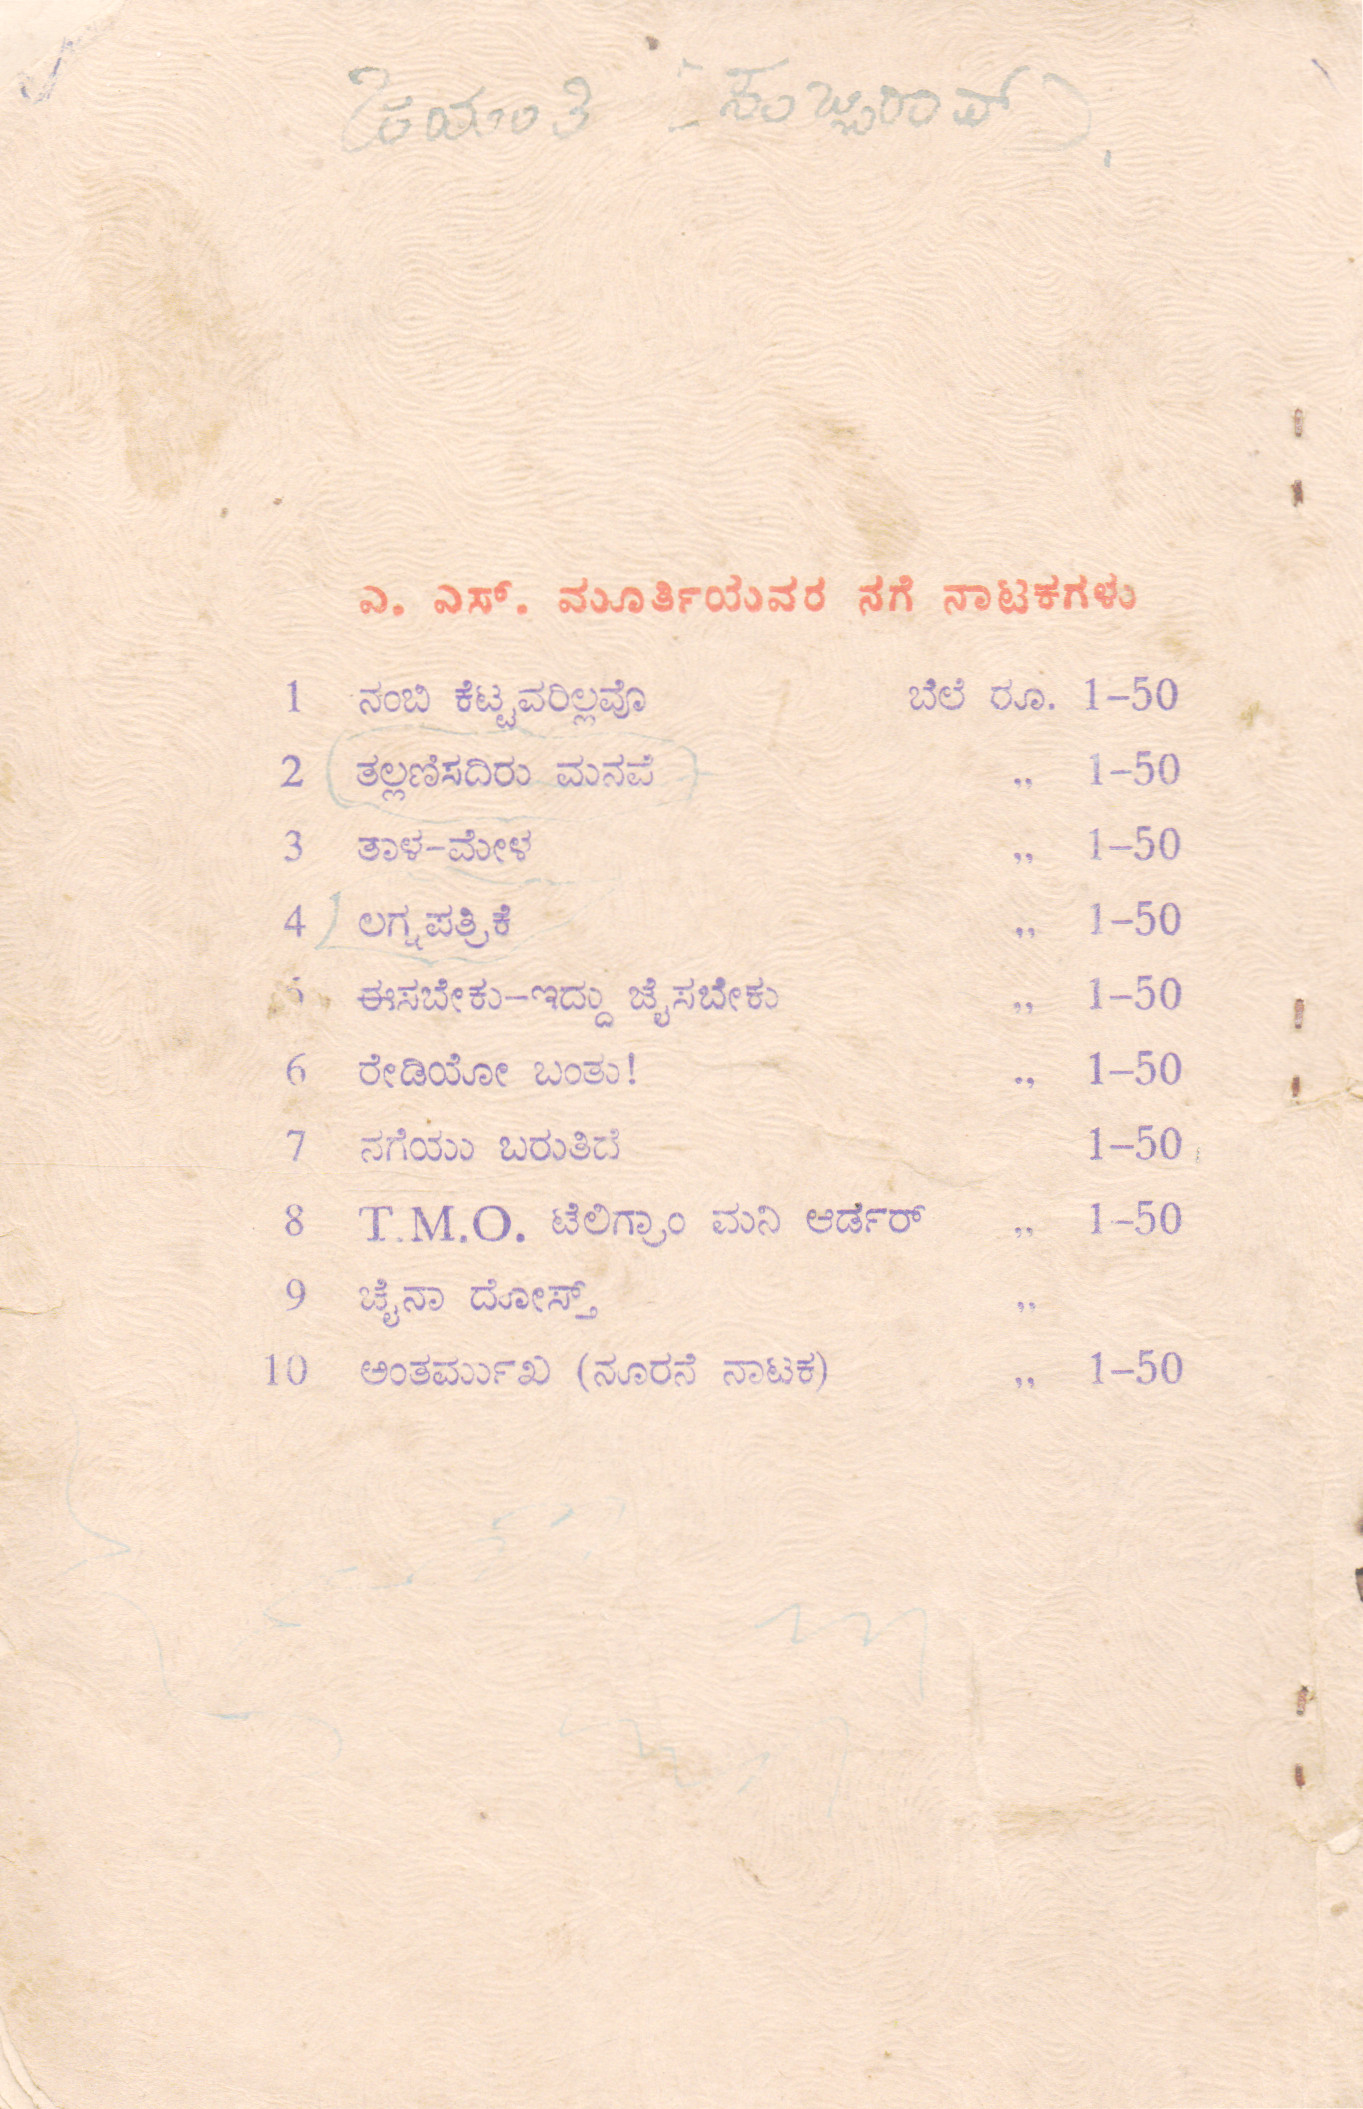 (ಸುಬ್ಬರಾವ್)
ಎ. ಎಸ್. ಮೂರ್ತಿಯವರ ನಗೆ ನಾಟಕಗಳು
1 ನಂಬಿ ಕೆಟ್ಟವರಿಲ್ಲವೊ ಬೆಲೆ ರೂ. 1–50
2 ತಲ್ಲಣಿಸದಿರು ಮನವೆ ,, 1–50
3 ತಾಳ–ಮೇಳ ,, 1–50
4 ಲಗ್ನಪತ್ರಿಕೆ ,, 1–50
ಈಸಬೇಕು–ಇದ್ದು ಜೈಸಬೇಕು ,, 1–50
6 ರೇಡಿಯೋ ಬಂತು! ,, 1–50
7 ನಗೆಯು ಬರುತಿದೆ 1–50
8 T.M.O. ಟೆಲಿಗ್ರಾಂ ಮನಿ ಆರ್ಡರ್ ,, 1–50
9 ಚೈನಾ ದೋಸ್ತ್ ,,
10 ಅಂತರ್ಮುಖ (ನೂರನೆ ನಾಟಕ) ,, 1–50